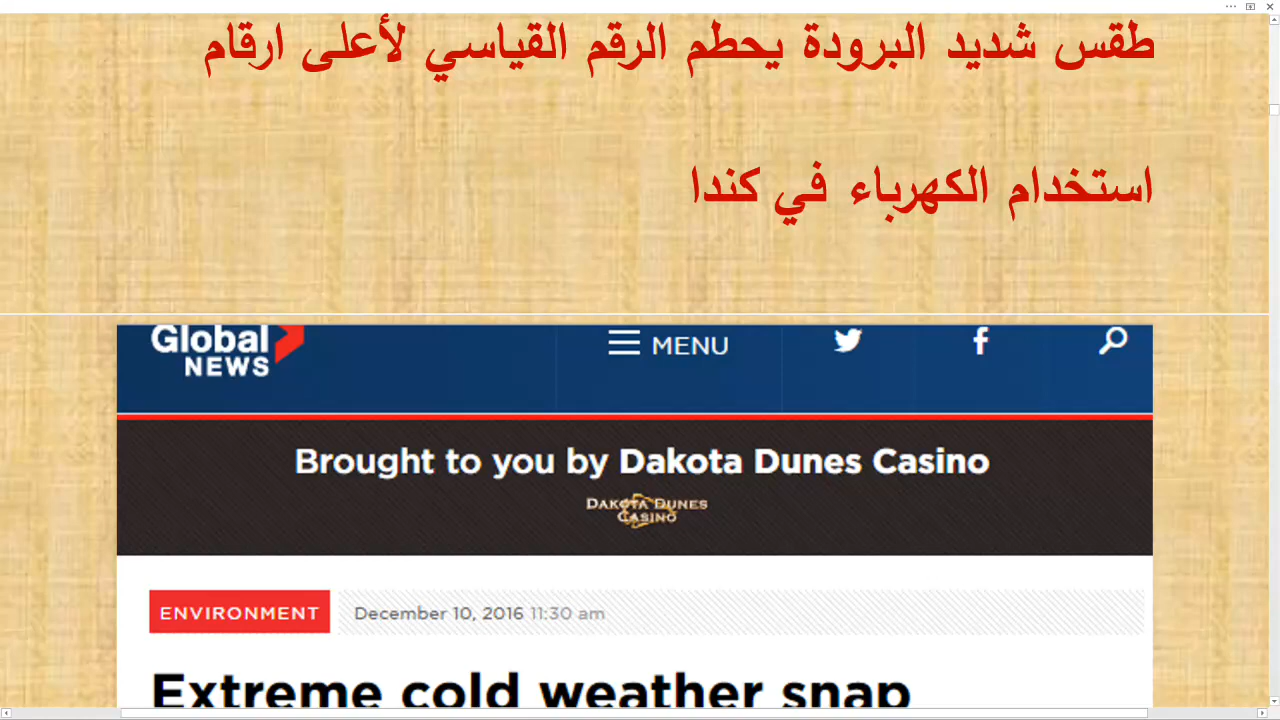 طقس شديد البرودة يحطم الرقم القياسي لأعلى ارقام
استخدام الكهرباء في كندا
Global
NEWS
MENU
Brought to you by Dakota Dunes Casino
DAKOTA DUNES
CASINO
ENVIRONMENT
December 10, 2016 11:30 am
Extreme cold weather snap